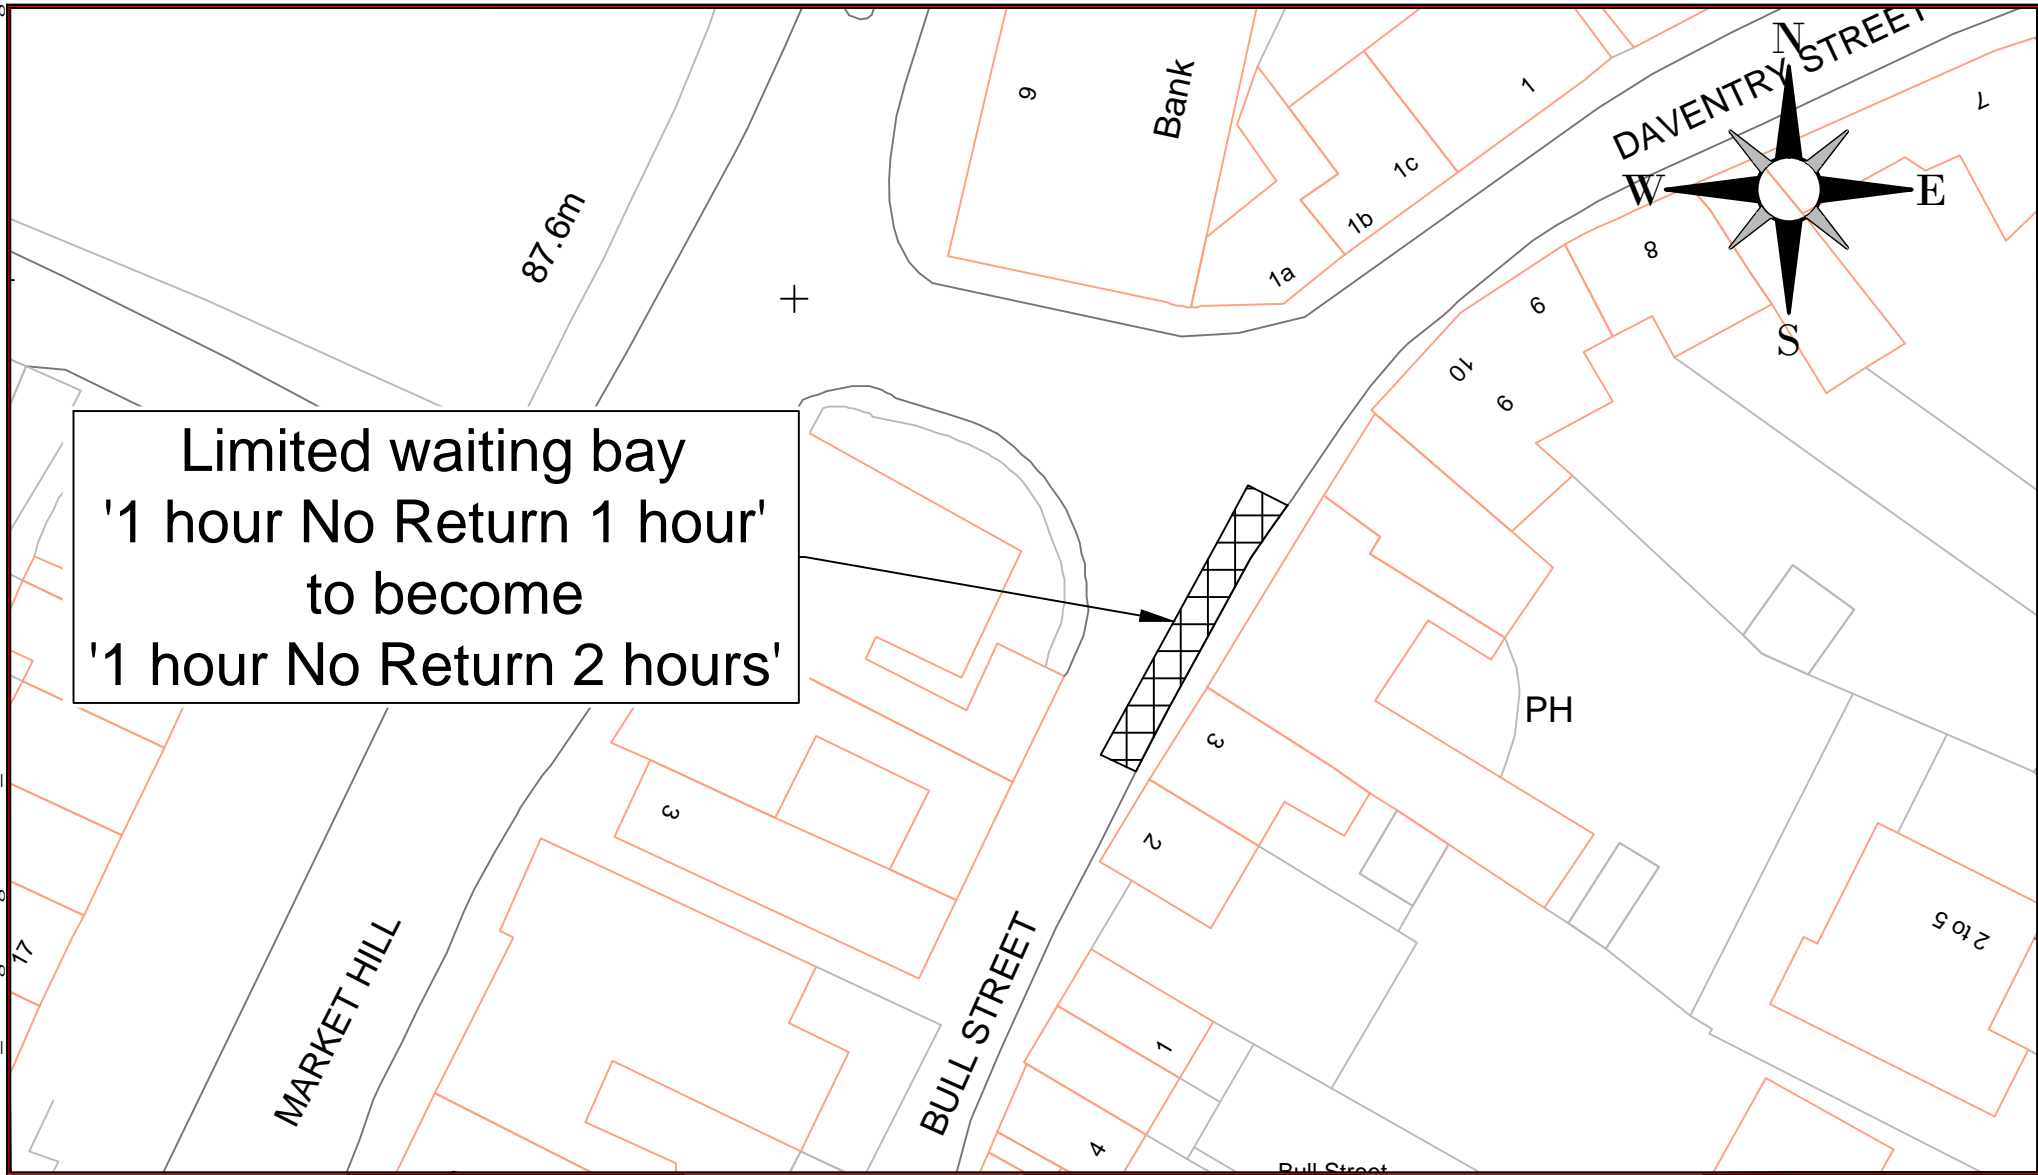 N
DAVENTRY STREET
W
E
S
9
Bank
1
7
1c
1b
1a
8
9
10
9
87.6m
Limited waiting bay
'1 hour No Return 1 hour'
to become
'1 hour No Return 2 hours'
PH
3
2
3
2 to 5
17
MARKET HILL
BULL STREET
1
4
Bull Street